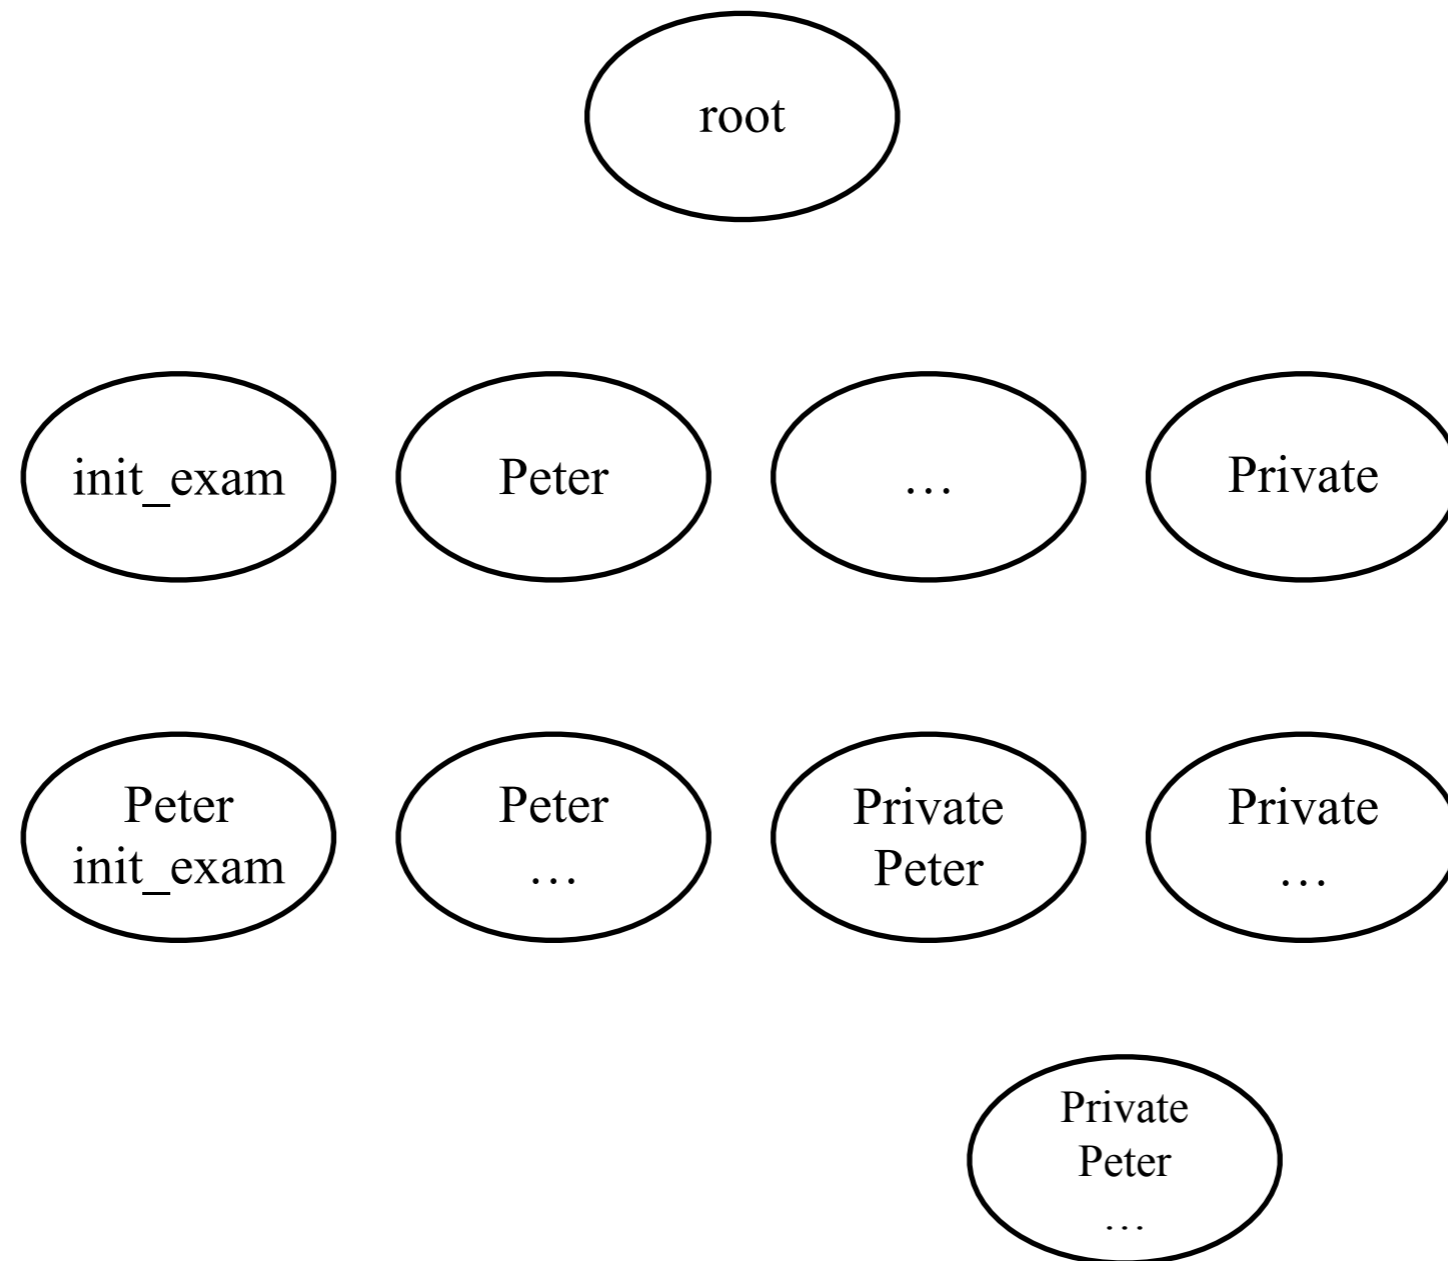 root
init_exam
Peter
…
Private
Peter
init_exam
Peter
…
Private
Peter
Private
…
Private
Peter
…